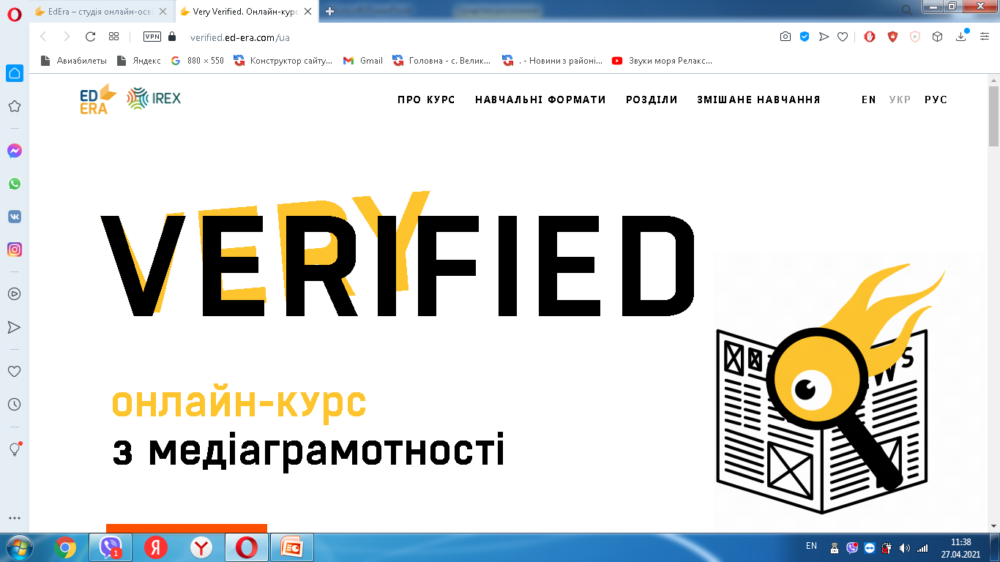 EdEra – студія онлайн-осві
Very Verified. Онлайн-курс
VPN
verified.ed-era.com/ua
Авиабилеты
Яндекс
880 × 550
Конструктор сайту...
Gmail
Головна - с. Велик...
. - Новини з районі...
Звуки моря Релакс...
ED
ERA
IREX
ПРО КУРС
НАВЧАЛЬНІ ФОРМАТИ
РОЗДІЛИ
ЗМІШАНЕ НАВЧАННЯ
EN УКР РУС
VERY
VERIFIED
онлайн-курс
з медіаграмотності
1
EN
11:38
27.04.2021